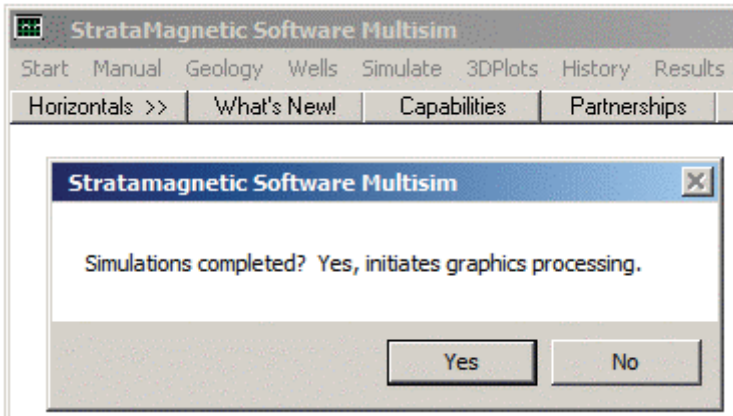 StrataMagnetic Software Multisim
Start Manual Geology Wells Simulate 3DPlots History Results
Horizontals >> What's New! Capabilities Partnerships
Stratamagnetic Software Multisim
Simulations completed? Yes, initiates graphics processing.
Yes No